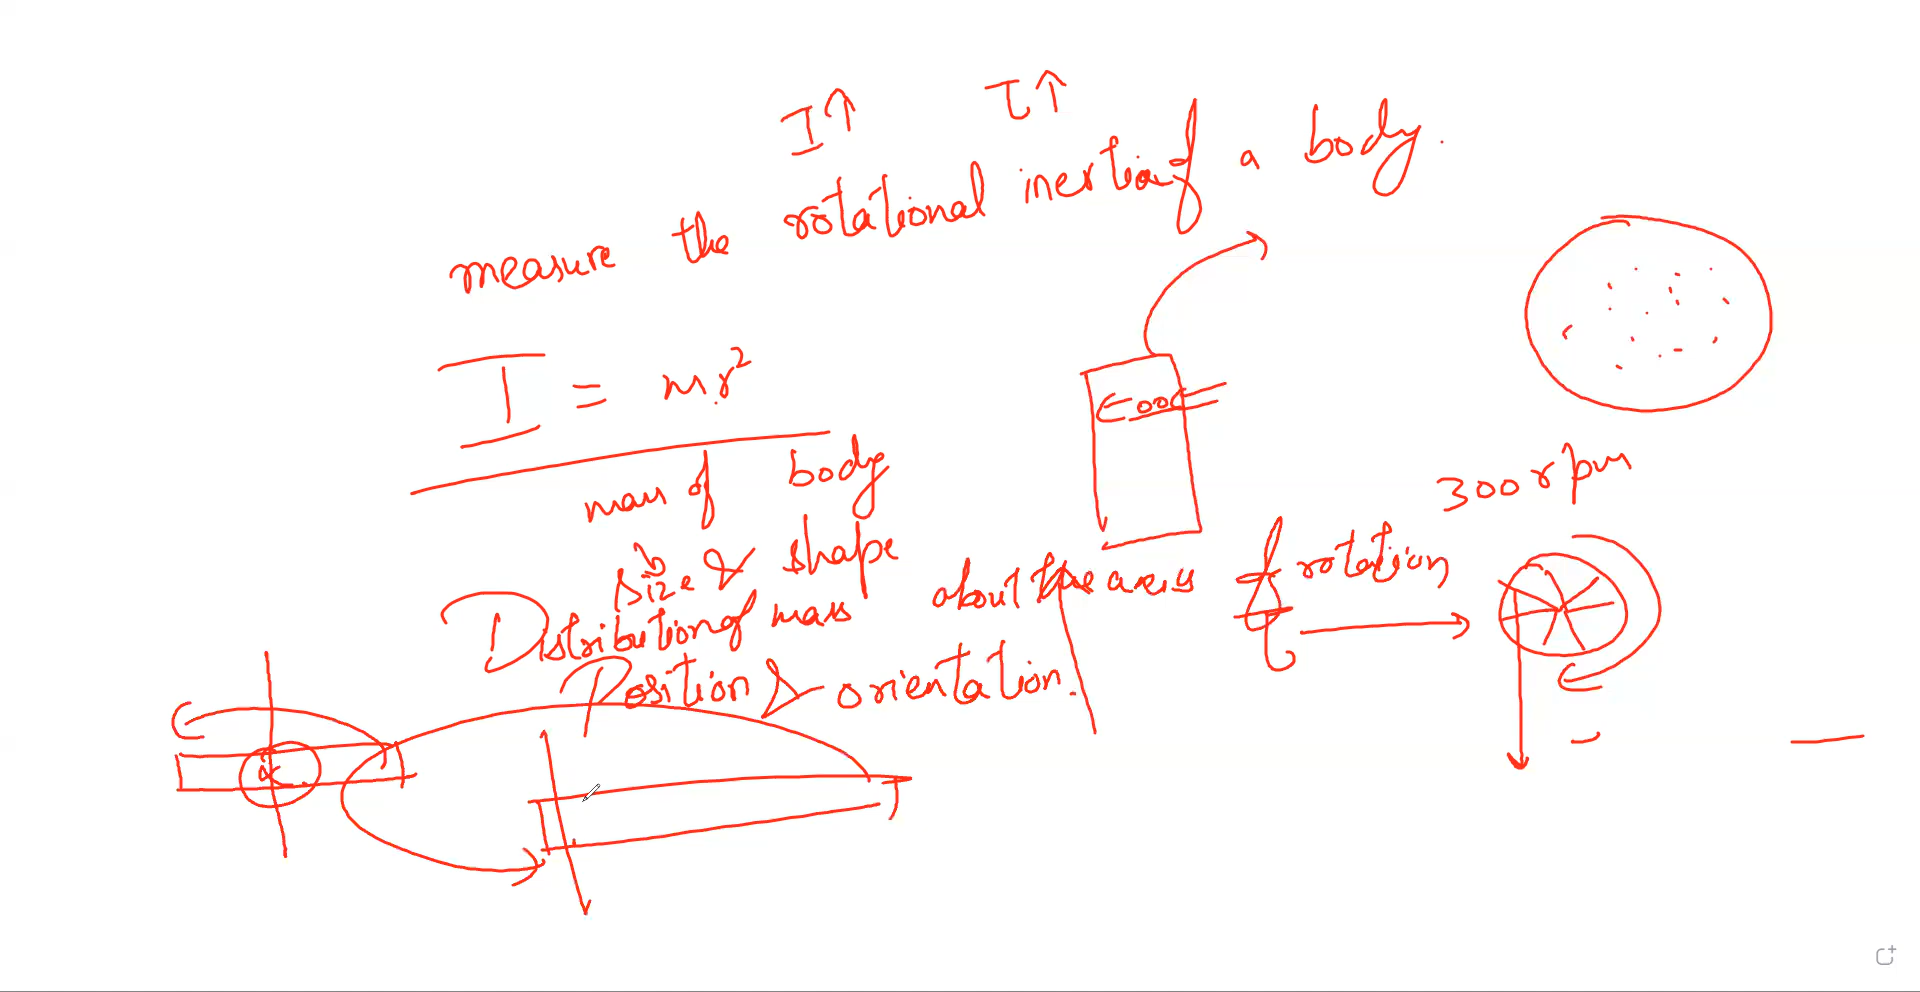 I↑ τ↑
measure the rotational inertia of a body.
I = mr²
mass of body
size & shape
Distribution of mass about the axis of rotation
Position & orientation.
300 rpm
τ